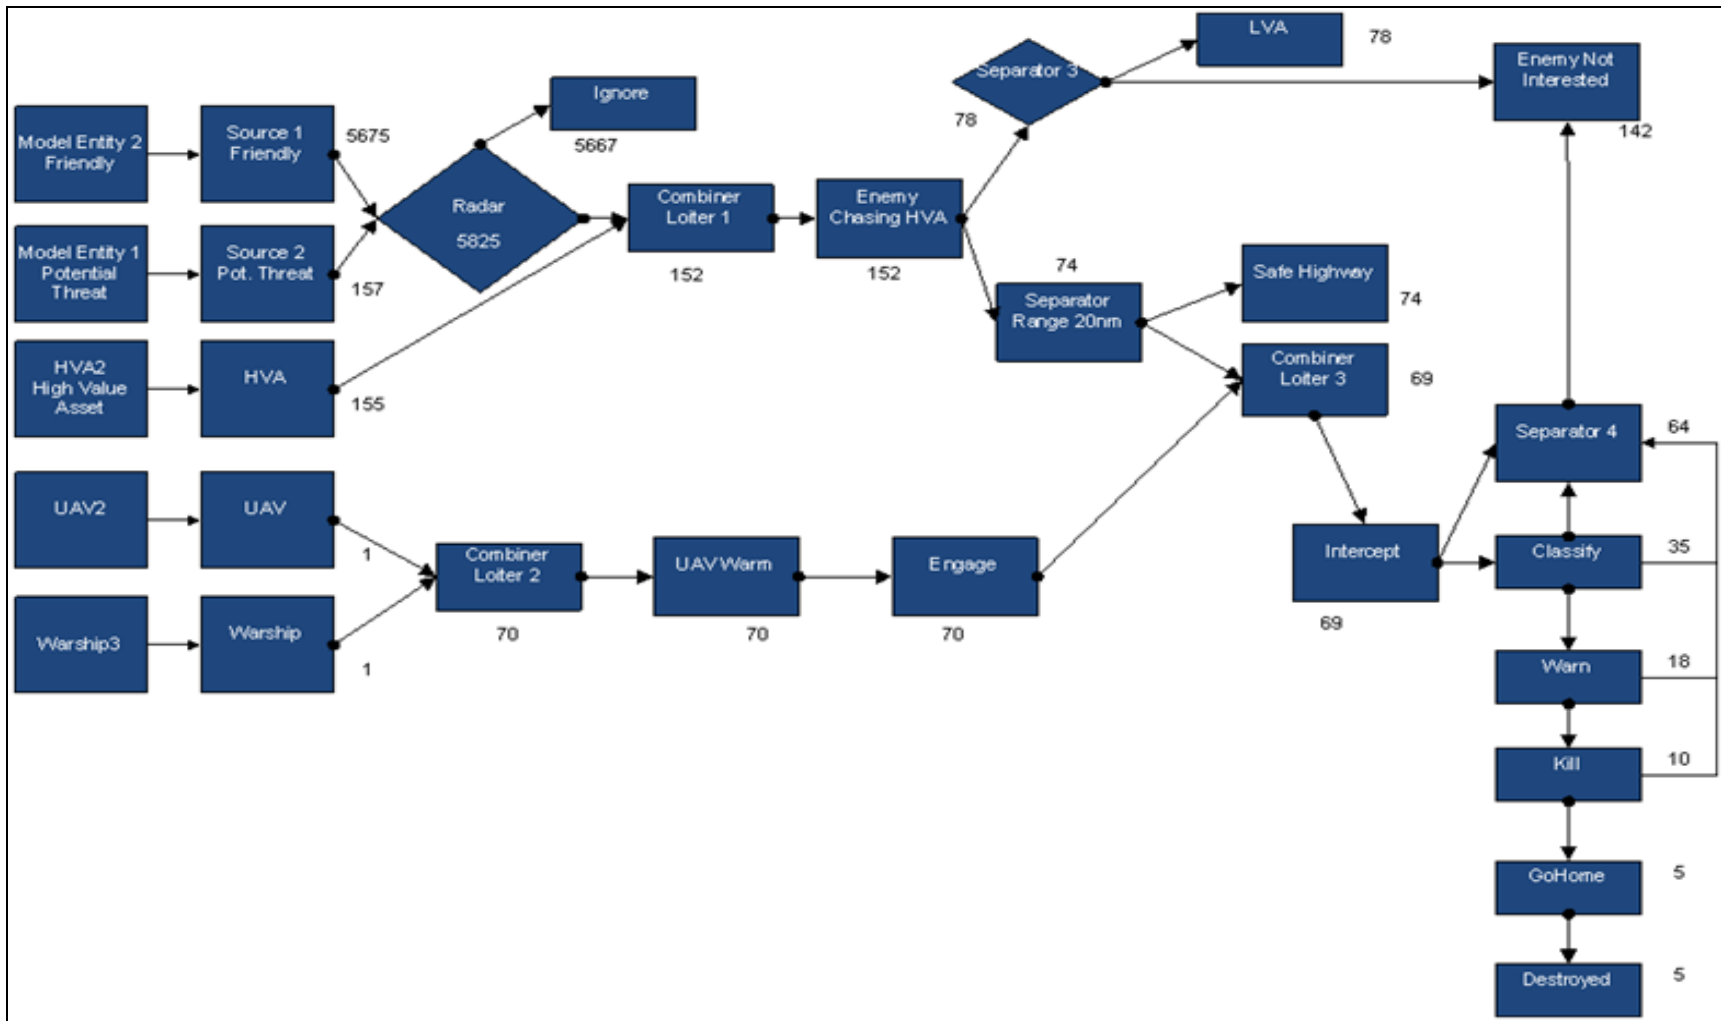 LVA
78
Enemy Not
Interested
142
Separator 3
78
Ignore
5667
Model Entity 2
Friendly
Source 1
Friendly
5675
Radar
5825
Combiner
Loiter 1
152
Enemy
Chasing HVA
152
Model Entity 1
Potential
Threat
Source 2
Pot. Threat
157
74
Separator
Range 20nm
Safe Highway
74
HVA2
High Value
Asset
HVA
155
Combiner
Loiter 3
69
Separator 4
64
UAV2
UAV
1
Combiner
Loiter 2
70
UAV Warm
70
Engage
70
Intercept
69
Classify
35
Warship3
Warship
1
Warn
18
Kill
10
GoHome
5
Destroyed
5